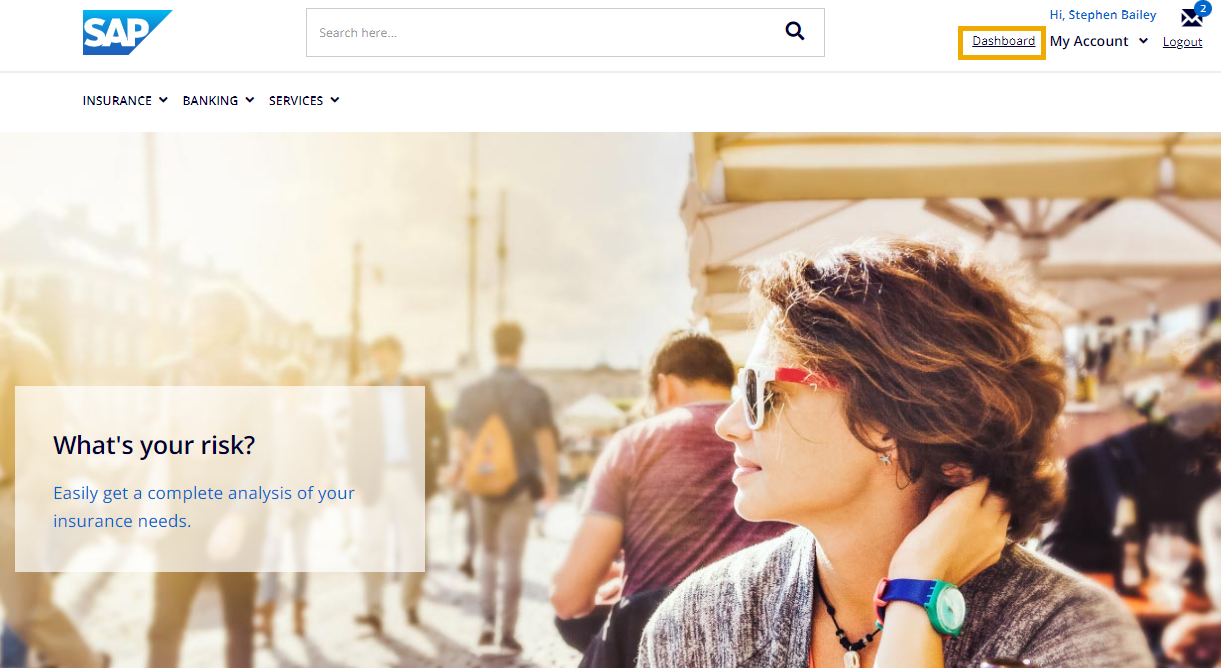 SAP
Search here...
Hi, Stephen Bailey
2
Dashboard
My Account
Logout
INSURANCE
BANKING
SERVICES
What's your risk?
Easily get a complete analysis of your
insurance needs.